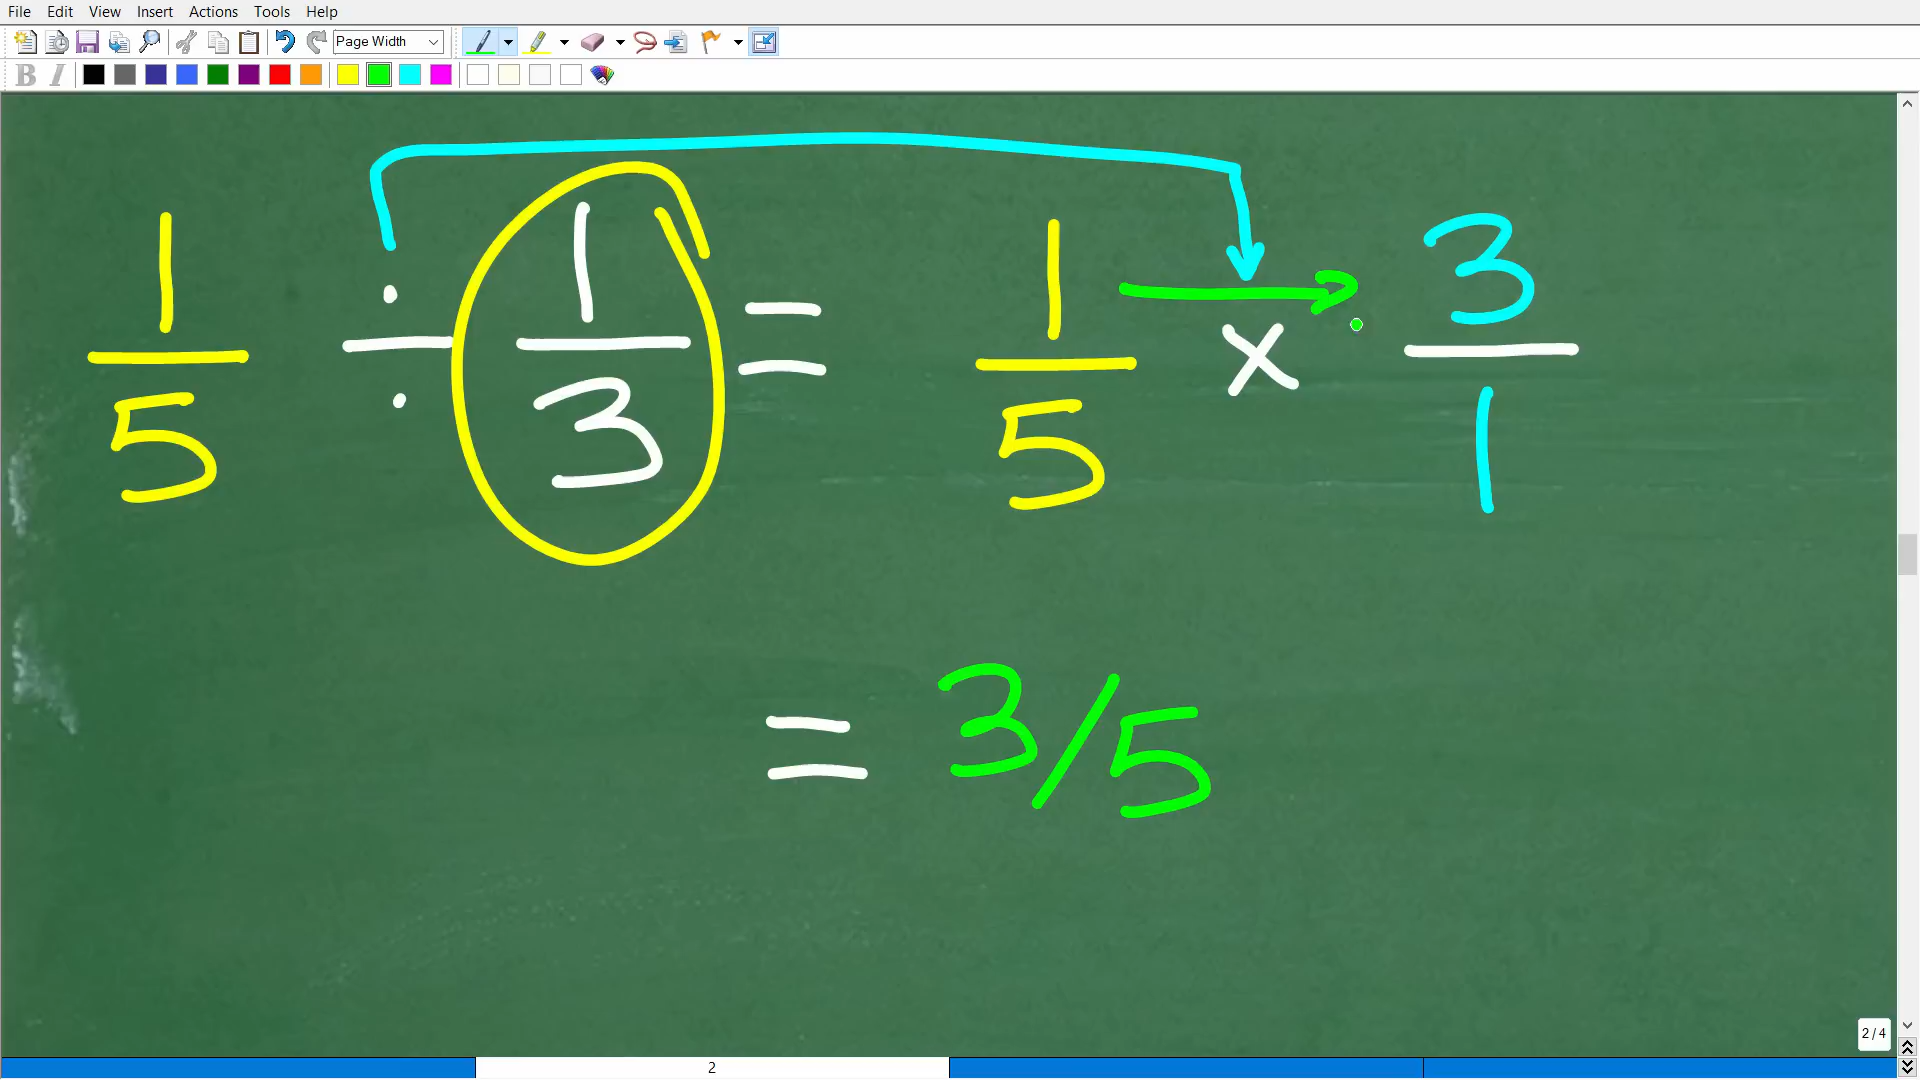 File Edit View Insert Actions Tools Help
Page Width
B I
1/5 ÷ 1/3 = 1/5 × 3/1
= 3/5
2 / 4
2